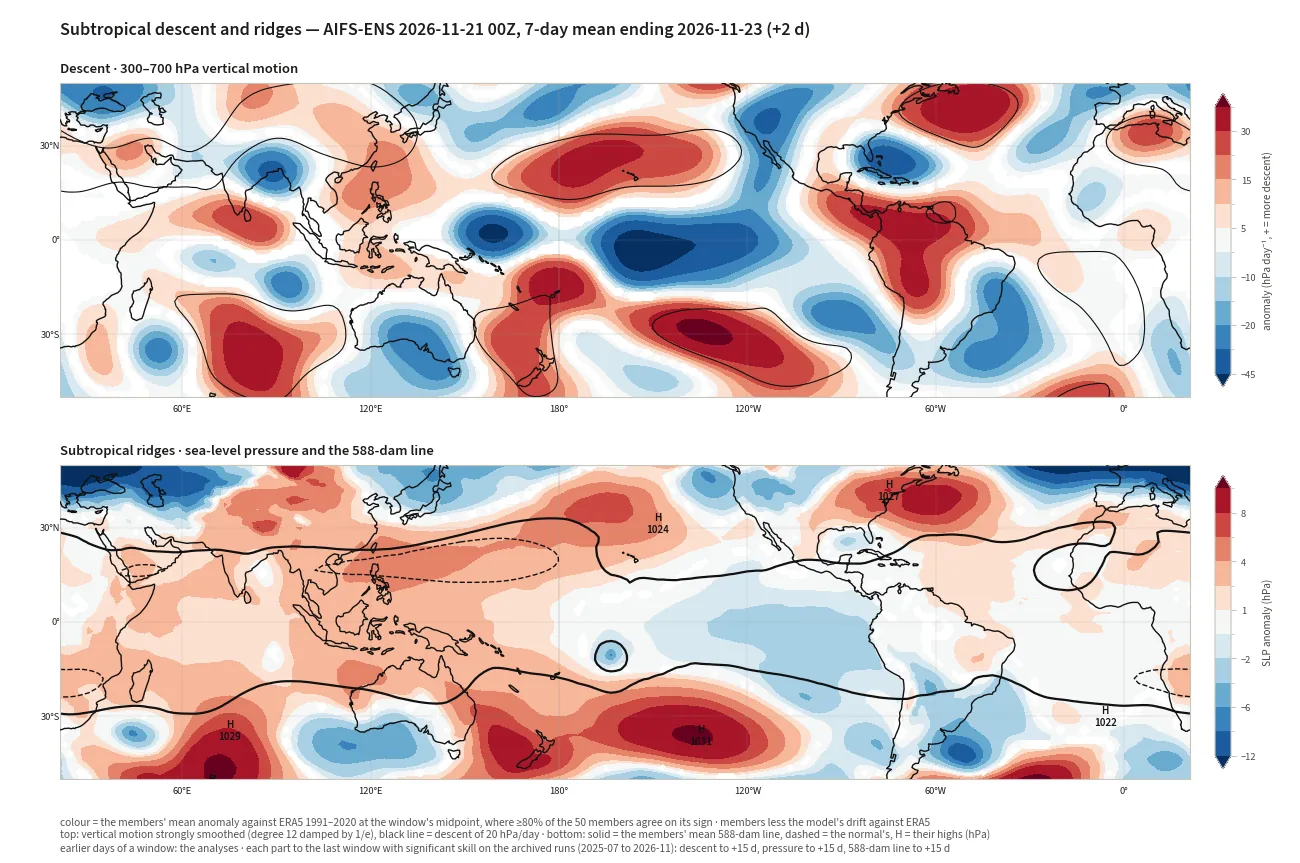 Subtropical descent and ridges — AIFS-ENS 2026-11-21 00Z, 7-day mean ending 2026-11-23 (+2 d)
Descent · 300–700 hPa vertical motion
30°N
0°
30°S
60°E
120°E
180°
120°W
60°W
0°
30
15
5
−10
−20
−45
anomaly (hPa day⁻¹, + = more descent)
Subtropical ridges · sea-level pressure and the 588-dam line
H
1027
H
1024
H
1029
H
1031
H
1022
30°N
0°
30°S
60°E
120°E
180°
120°W
60°W
0°
8
4
1
−2
−6
−12
SLP anomaly (hPa)
colour = the members' mean anomaly against ERA5 1991–2020 at the window's midpoint, where ≥80% of the 50 members agree on its sign · members less the model's drift against ERA5
top: vertical motion strongly smoothed (degree 12 damped by 1/e), black line = descent of 20 hPa/day · bottom: solid = the members' mean 588-dam line, dashed = the normal's, H = their highs (hPa)
earlier days of a window: the analyses · each part to the last window with significant skill on the archived runs (2025-07 to 2026-11): descent to +15 d, pressure to +15 d, 588-dam line to +15 d